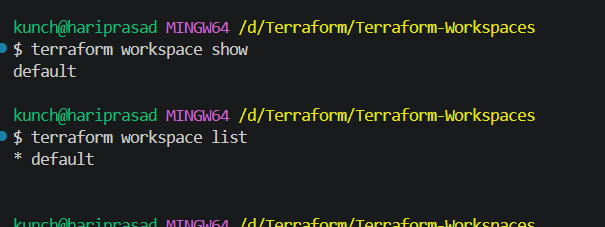 kunch@hariprasad MINGW64 /d/Terraform/Terraform-Workspaces
$ terraform workspace show
default
kunch@hariprasad MINGW64 /d/Terraform/Terraform-Workspaces
$ terraform workspace list
* default
kunch@hariprasad MINGW64 /d/Terraform/Terraform-Workspaces